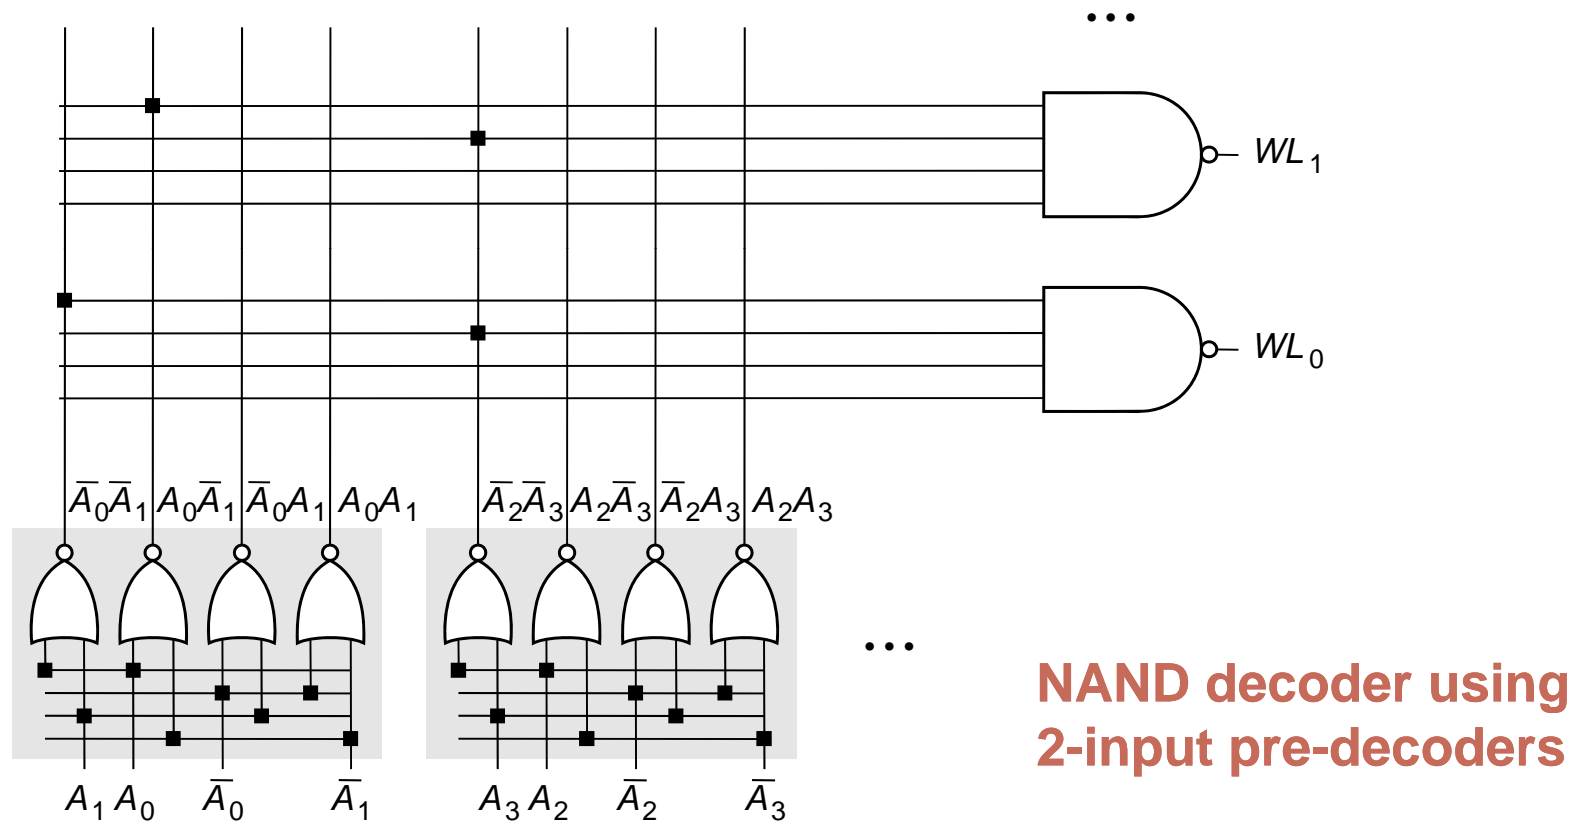 ...
WL₁
WL₀
A̅₀A̅₁ A₀A̅₁ A̅₀A₁ A₀A₁ A̅₂A̅₃ A₂A̅₃ A̅₂A₃ A₂A₃
...
NAND decoder using
2-input pre-decoders
A₁ A₀ A̅₀ A̅₁ A₃ A₂ A̅₂ A̅₃